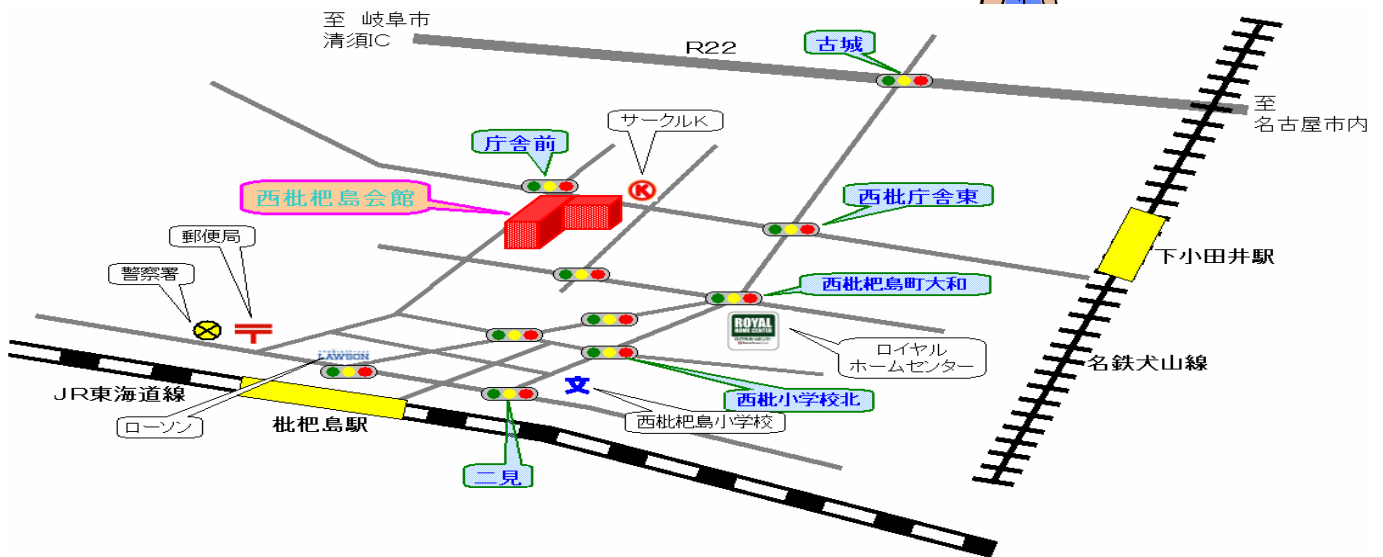 至 岐阜市
清須IC
R22
古城
至
名古屋市内
サークルK
K
庁舎前
西枇杷島会館
西枇庁舎東
郵便局
下小田井駅
警察署
西枇杷島町大和
ROYAL
HOME CENTER
ロイヤル
ホームセンター
LAWSON
名鉄犬山線
JR東海道線
西枇小学校北
文
ローソン
枇杷島駅
西枇杷島小学校
二見